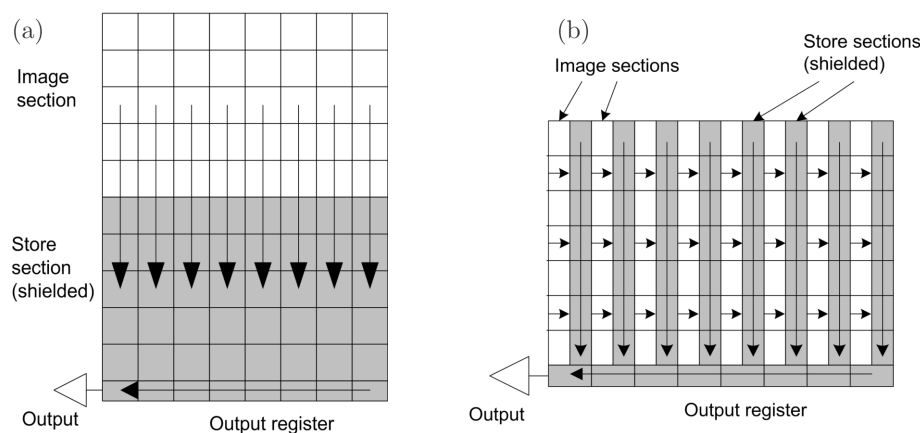 (a)
Image
section
Store
section
(shielded)
Output
Output register
(b)
Image sections
Store sections
(shielded)
Output
Output register